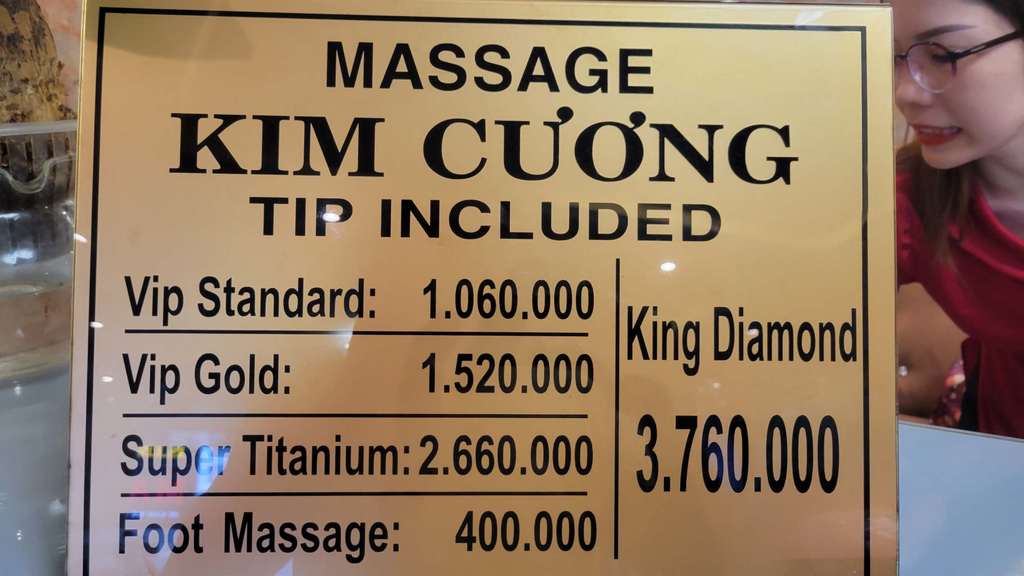 MASSAGE
KIM CƯƠNG
TIP INCLUDED
Vip Standard: 1.060.000
Vip Gold: 1.520.000
Super Titanium: 2.660.000
Foot Massage: 400.000
King Diamond
3.760.000